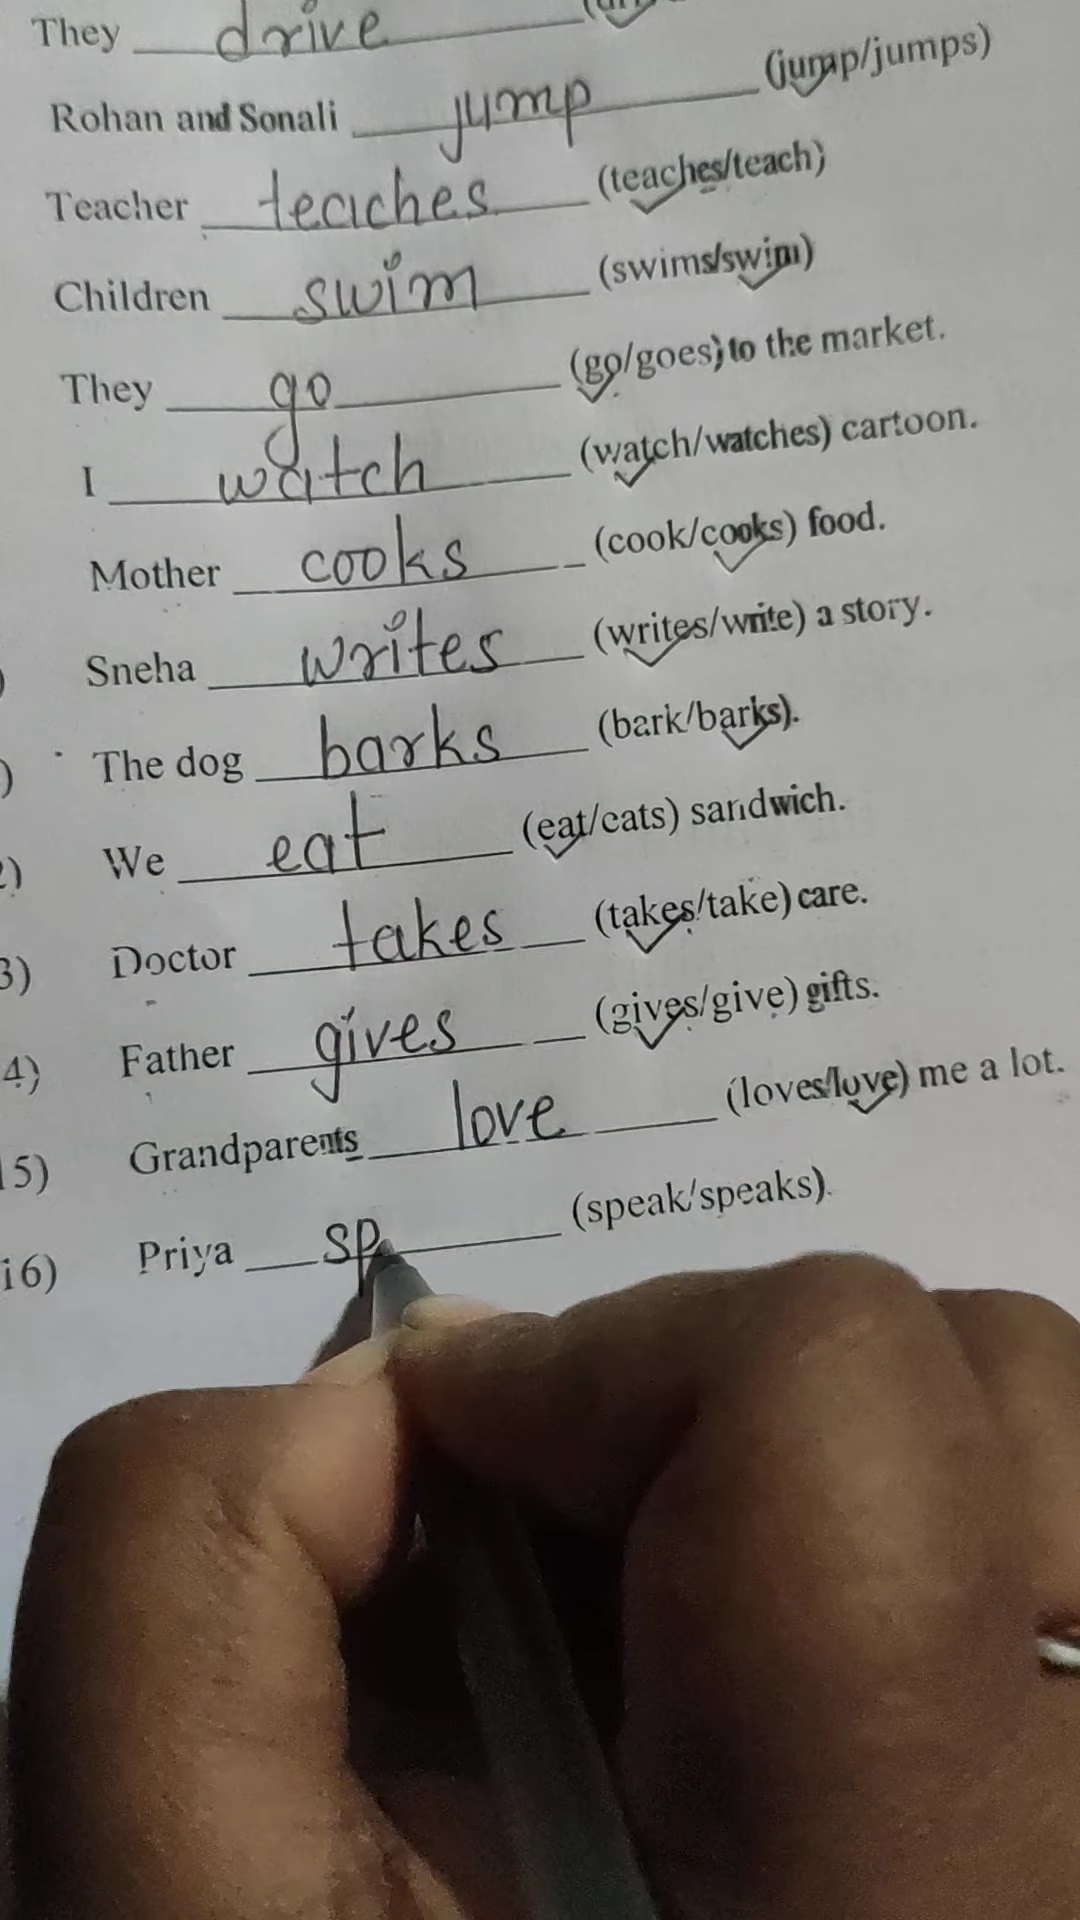 They drive
Rohan and Sonali jump (jump/jumps)
Teacher teaches (teaches/teach)
Children swim (swims/swim)
They go (go/goes) to the market.
I watch (watch/watches) cartoon.
Mother cooks (cook/cooks) food.
) Sneha writes (writes/write) a story.
) The dog barks (bark/barks).
2) We eat (eat/eats) sandwich.
3) Doctor takes (takes/take) care.
4) Father gives (gives/give) gifts.
15) Grandparents love (loves/love) me a lot.
16) Priya sp (speak/speaks).